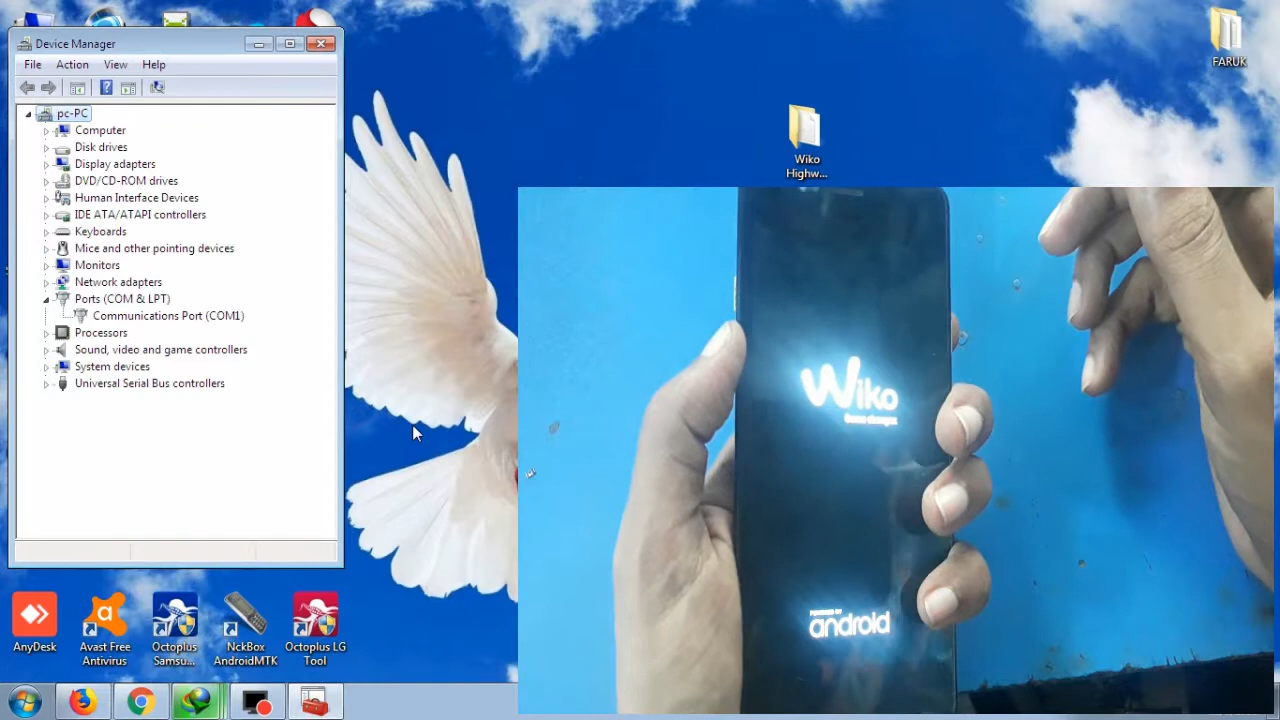 Device Manager
File Action View Help
pc-PC
Computer
Disk drives
Display adapters
DVD/CD-ROM drives
Human Interface Devices
IDE ATA/ATAPI controllers
Keyboards
Mice and other pointing devices
Monitors
Network adapters
Ports (COM & LPT)
Communications Port (COM1)
Processors
Sound, video and game controllers
System devices
Universal Serial Bus controllers
FARUK
Wiko
Highw...
Wiko
POWERED BY
android
AnyDesk
Avast Free
Antivirus
Octoplus
Samsu...
NckBox
AndroidMTK
Octoplus LG
Tool